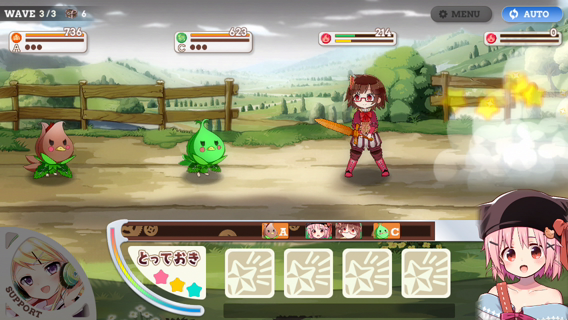 WAVE 3/3 6
MENU
AUTO
736
A
623
C
214
0
A
C
とっておき
SUPPORT